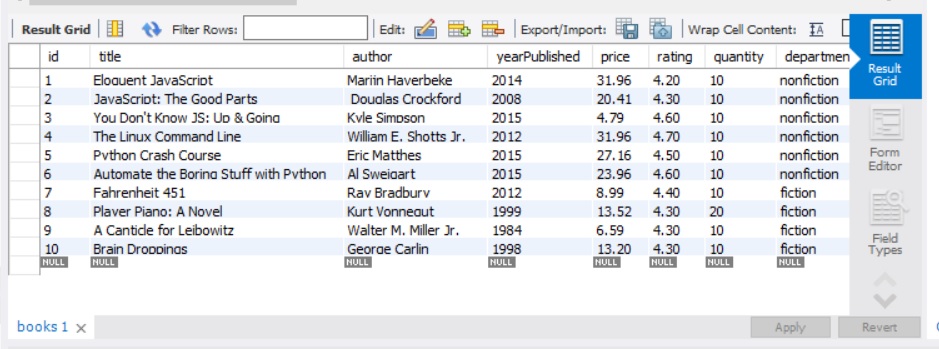 Result Grid Filter Rows: Edit: Export/Import: Wrap Cell Content: IA
id title author yearPublished price rating quantity departmen
1 Eloquent JavaScript Marijn Haverbeke 2014 31.96 4.20 10 nonfiction
2 JavaScript: The Good Parts Douglas Crockford 2008 20.41 4.30 10 nonfiction
3 You Don't Know JS: Up & Going Kyle Simpson 2015 4.79 4.60 10 nonfiction
4 The Linux Command Line William E. Shotts Jr. 2012 31.96 4.70 10 nonfiction
5 Python Crash Course Eric Matthes 2015 27.16 4.50 10 nonfiction
6 Automate the Boring Stuff with Python Al Sweigart 2015 23.96 4.60 10 nonfiction
7 Fahrenheit 451 Ray Bradbury 2012 8.99 4.40 10 fiction
8 Player Piano: A Novel Kurt Vonnegut 1999 13.52 4.30 20 fiction
9 A Canticle for Leibowitz Walter M. Miller Jr. 1984 6.59 4.30 10 fiction
10 Brain Droppings George Carlin 1998 13.20 4.30 10 fiction
NULL NULL NULL NULL NULL NULL NULL NULL
Result
Grid
Form
Editor
Field
Types
books 1 ×
Apply Revert